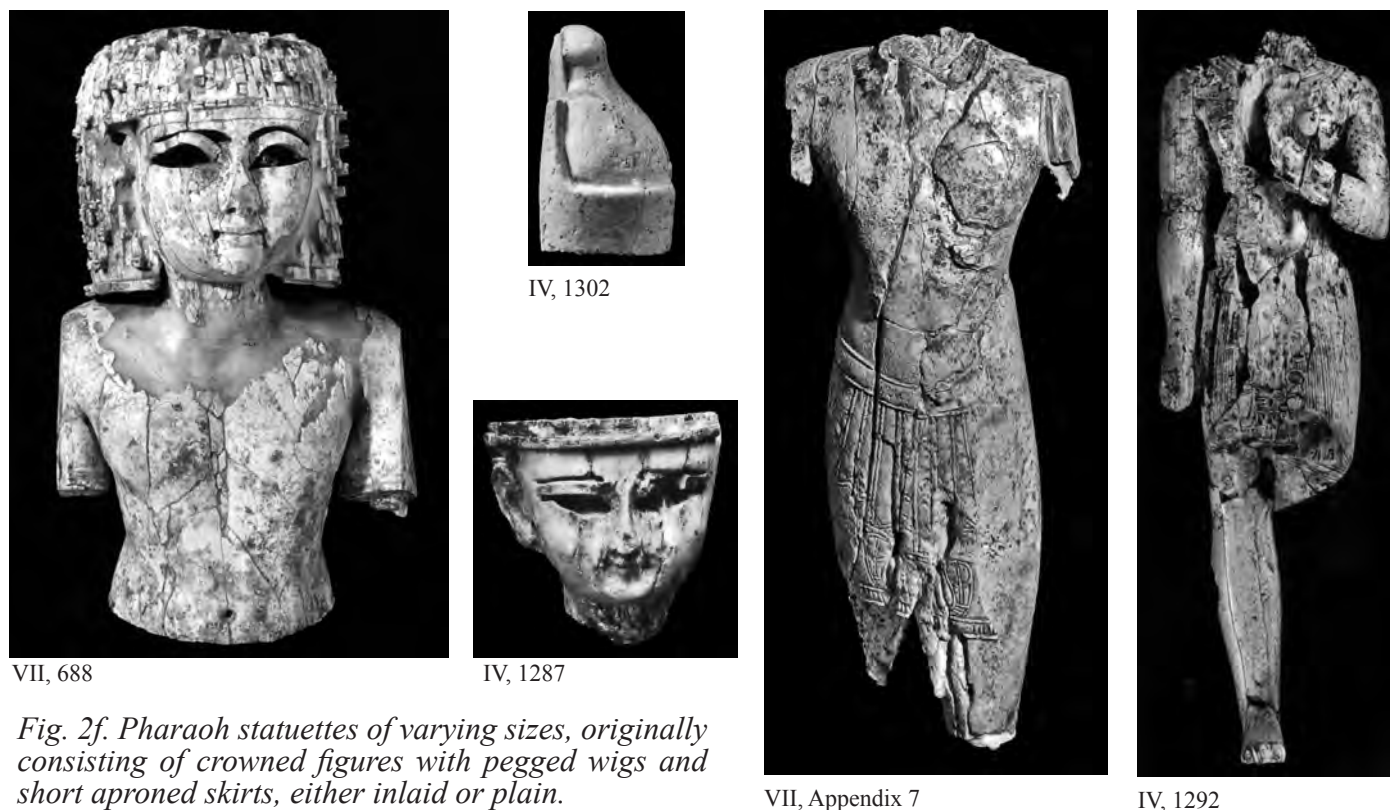 IV, 1302
VII, 688
IV, 1287
Fig. 2f. Pharaoh statuettes of varying sizes, originally
consisting of crowned figures with pegged wigs and
short aproned skirts, either inlaid or plain.
VII, Appendix 7
IV, 1292